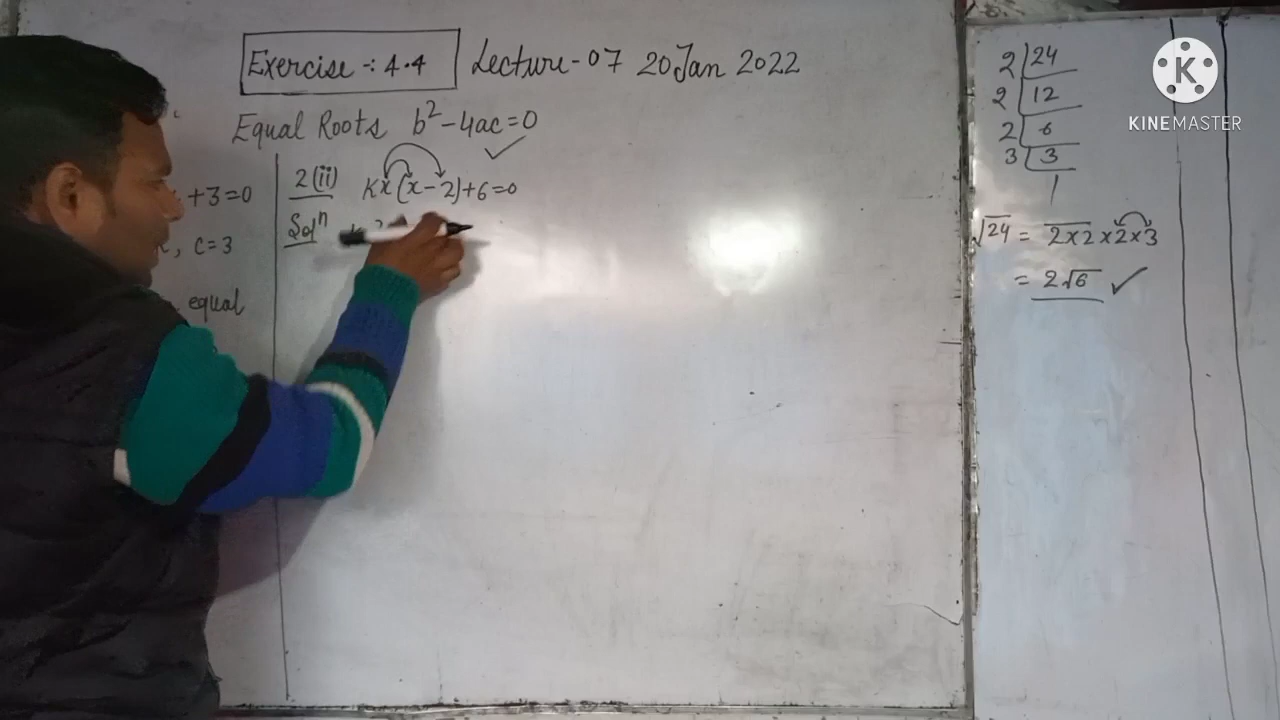 Exercise -: 4.4 Lecture-07 20 Jan 2022
Equal Roots b²-4ac=0
+3=0
, c=3
equal
2(ii) Kx(x-2)+6=0
Solⁿ
2 | 24
2 | 12
2 | 6
3 | 3
1
√24 = 2×2×2×3
= 2√6 ✓
K
KINEMASTER